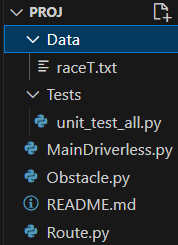 PROJ
Data
raceT.txt
Tests
unit_test_all.py
MainDriverless.py
Obstacle.py
README.md
Route.py